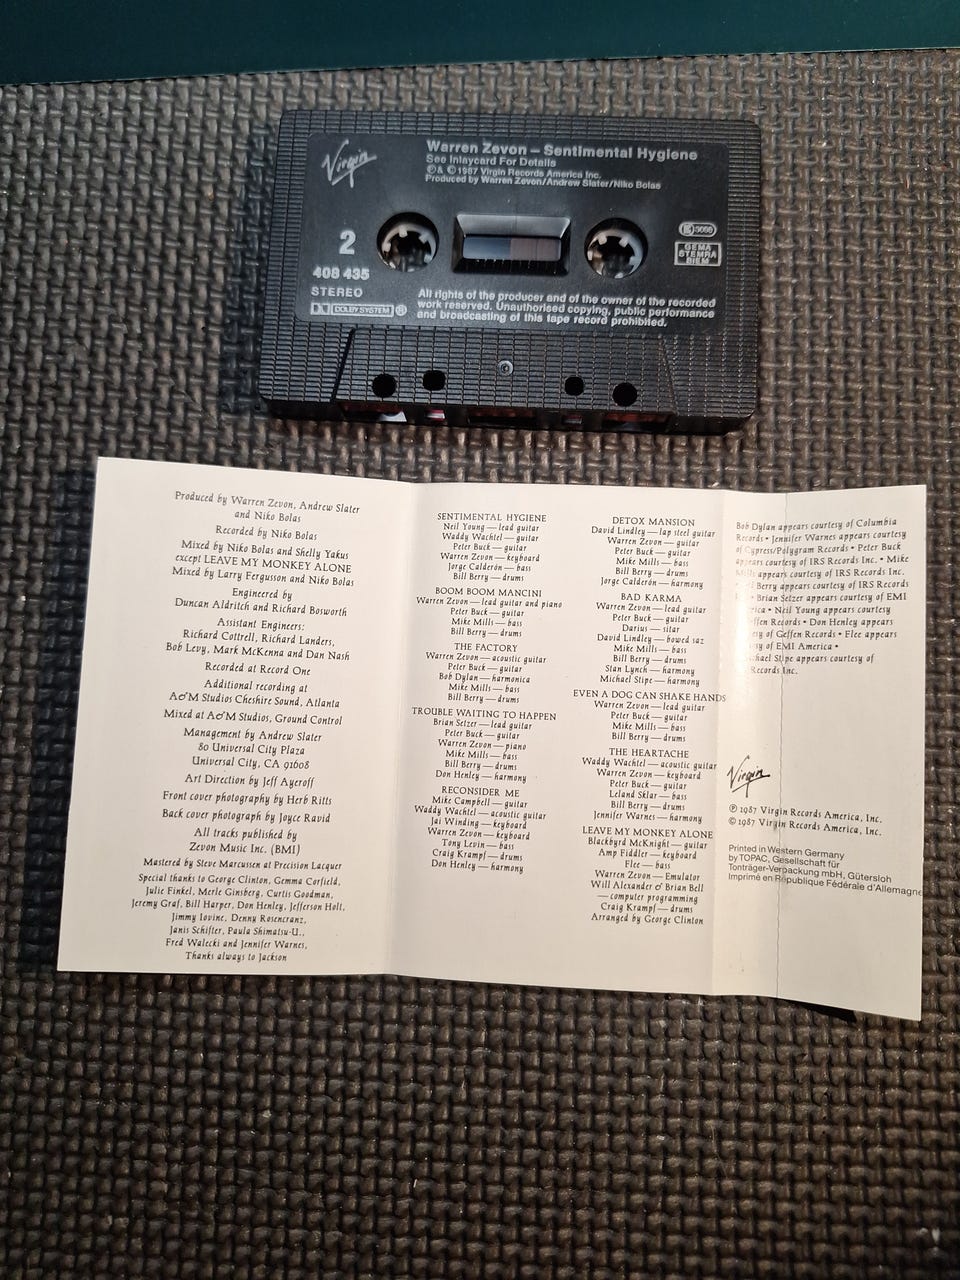 Virgin
Warren Zevon – Sentimental Hygiene
See Inlaycard For Details
℗& ©1987 Virgin Records America Inc.
Produced by Warren Zevon/Andrew Slater/Niko Bolas
2
408 435
STEREO
DOLBY SYSTEM ®
GEMA
STEMRA
BIEM
All rights of the producer and of the owner of the recorded
work reserved. Unauthorised copying, public performance
and broadcasting of this tape record prohibited.
Produced by Warren Zevon, Andrew Slater
and Niko Bolas
Recorded by Niko Bolas
Mixed by Niko Bolas and Shelly Yakus
except LEAVE MY MONKEY ALONE
Mixed by Larry Fergusson and Niko Bolas
Engineered by
Duncan Aldritch and Richard Bosworth
Assistant Engineers:
Richard Cottrell, Richard Landers,
Bob Levy, Mark McKenna and Dan Nash
Recorded at Record One
Additional recording at
A&M Studios Cheshire Sound, Atlanta
Mixed at A&M Studios, Ground Control
Management by Andrew Slater
80 Universal City Plaza
Universal City, CA 91608
Art Direction by Jeff Ayeroff
Front cover photography by Herb Ritts
Back cover photograph by Joyce Ravid
All tracks published by
Zevon Music Inc. (BMI)
Mastered by Steve Marcussen at Precision Lacquer
Special thanks to George Clinton, Gemma Corfield,
Julie Finkel, Merle Ginsberg, Curtis Goodman,
Jeremy Graf, Bill Harper, Don Henley, Jefferson Holt,
Jimmy Iovine, Denny Rosencranz,
Janis Schifter, Paula Shimatsu-U.,
Fred Walecki and Jennifer Warnes,
Thanks always to Jackson
SENTIMENTAL HYGIENE
Neil Young — lead guitar
Waddy Wachtel — guitar
Peter Buck — guitar
Warren Zevon — keyboard
Jorge Calderón — bass
Bill Berry — drums
BOOM BOOM MANCINI
Warren Zevon — lead guitar and piano
Peter Buck — guitar
Mike Mills — bass
Bill Berry — drums
THE FACTORY
Warren Zevon — acoustic guitar
Peter Buck — guitar
Bob Dylan — harmonica
Mike Mills — bass
Bill Berry — drums
TROUBLE WAITING TO HAPPEN
Brian Setzer — lead guitar
Peter Buck — guitar
Warren Zevon — piano
Mike Mills — bass
Bill Berry — drums
Don Henley — harmony
RECONSIDER ME
Mike Campbell — guitar
Waddy Wachtel — acoustic guitar
Jai Winding — keyboard
Warren Zevon — keyboard
Tony Levin — bass
Craig Krampf — drums
Don Henley — harmony
DETOX MANSION
David Lindley — lap steel guitar
Warren Zevon — guitar
Peter Buck — guitar
Mike Mills — bass
Bill Berry — drums
Jorge Calderón — harmony
BAD KARMA
Warren Zevon — lead guitar
Peter Buck — guitar
Darius — sitar
David Lindley — bowed saz
Mike Mills — bass
Bill Berry — drums
Stan Lynch — harmony
Michael Stipe — harmony
EVEN A DOG CAN SHAKE HANDS
Warren Zevon — lead guitar
Peter Buck — guitar
Mike Mills — bass
Bill Berry — drums
THE HEARTACHE
Waddy Wachtel — acoustic guitar
Warren Zevon — keyboard
Peter Buck — guitar
Leland Sklar — bass
Bill Berry — drums
Jennifer Warnes — harmony
LEAVE MY MONKEY ALONE
Blackbyrd McKnight — guitar
Amp Fiddler — keyboard
Flee — bass
Warren Zevon — Emulator
Will Alexander & Brian Bell
— computer programming
Craig Krampf — drums
Arranged by George Clinton
Bob Dylan appears courtesy of Columbia
Records • Jennifer Warnes appears courtesy
of Cypress/Polygram Records • Peter Buck
appears courtesy of IRS Records Inc. • Mike
appears courtesy of IRS Records Inc.
Berry appears courtesy of IRS Records
• Brian Setzer appears courtesy of EMI
• Neil Young appears courtesy
Records • Don Henley appears
of Geffen Records • Flee appears
of EMI America •
Stipe appears courtesy of
Records Inc.
Virgin
℗ 1987 Virgin Records America, Inc.
© 1987 Virgin Records America, Inc.
Printed in Western Germany
by TOPAC, Gesellschaft für
Tonträger-Verpackung mbH, Gütersloh
Imprimé en République Fédérale d'Allemagne